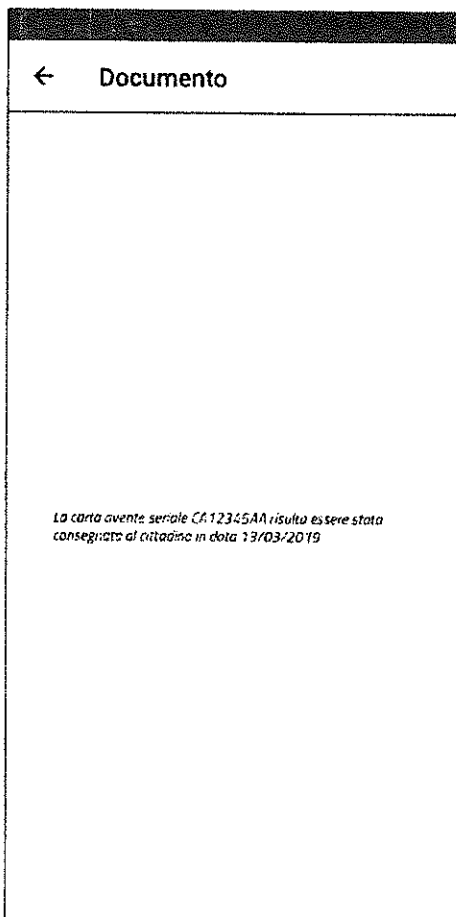 Documento
La carta avente seriale CA12345AA risulta essere stata
consegnata al cittadino in data 13/03/2019